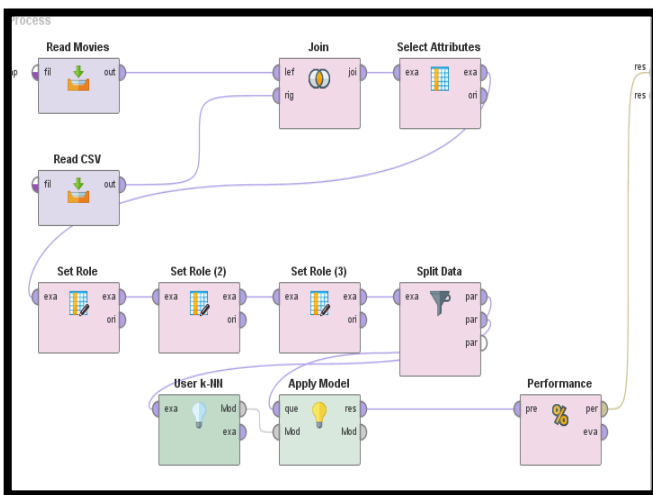 Process
Read Movies
Join
Select Attributes
res
p
fil
out
lef
joi
exa
exa
rig
ori
res
Read CSV
fil
out
Set Role
Set Role (2)
Set Role (3)
Split Data
exa
exa
exa
exa
exa
exa
exa
par
ori
ori
ori
par
par
User k-NN
Apply Model
Performance
exa
Mod
que
res
pre
per
exa
Mod
Mod
eva